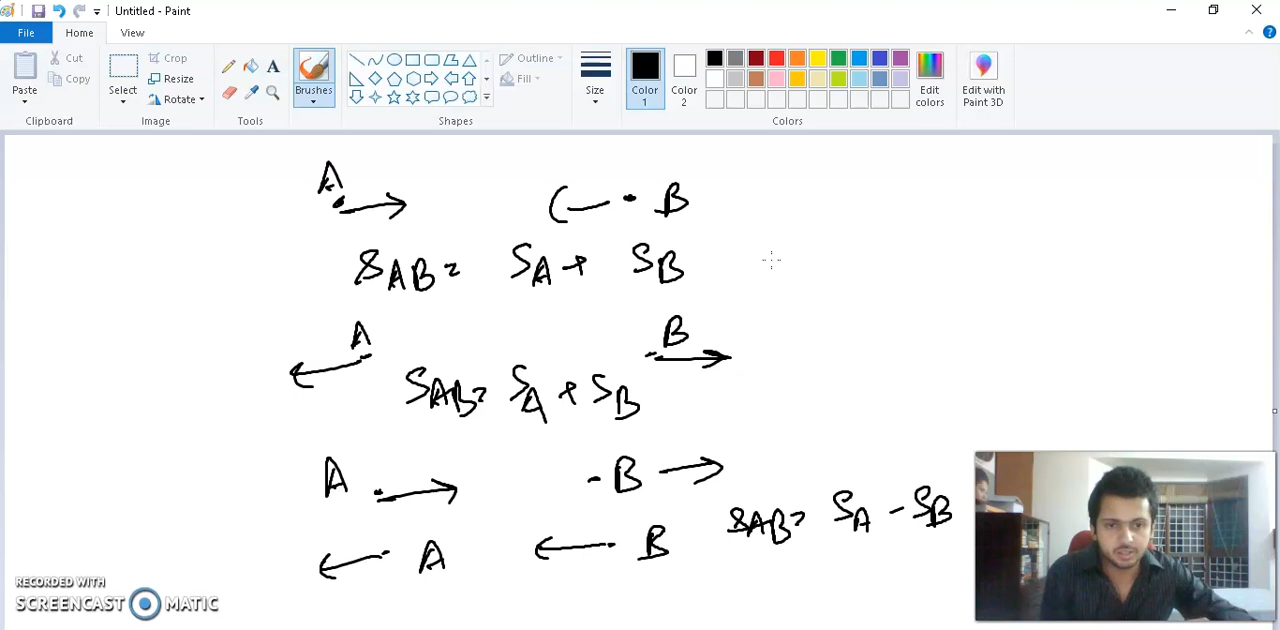 Untitled - Paint
File Home View
Paste Cut Copy Clipboard
Select Crop Resize Rotate Image
Tools
Brushes
Outline Fill Shapes
Size
Color 1 Color 2 Edit colors Colors
Edit with Paint 3D
A B
SAB = SA + SB
A B
SAB = SA + SB
A B
SAB = SA - SB
A B
RECORDED WITH
SCREENCAST MATIC